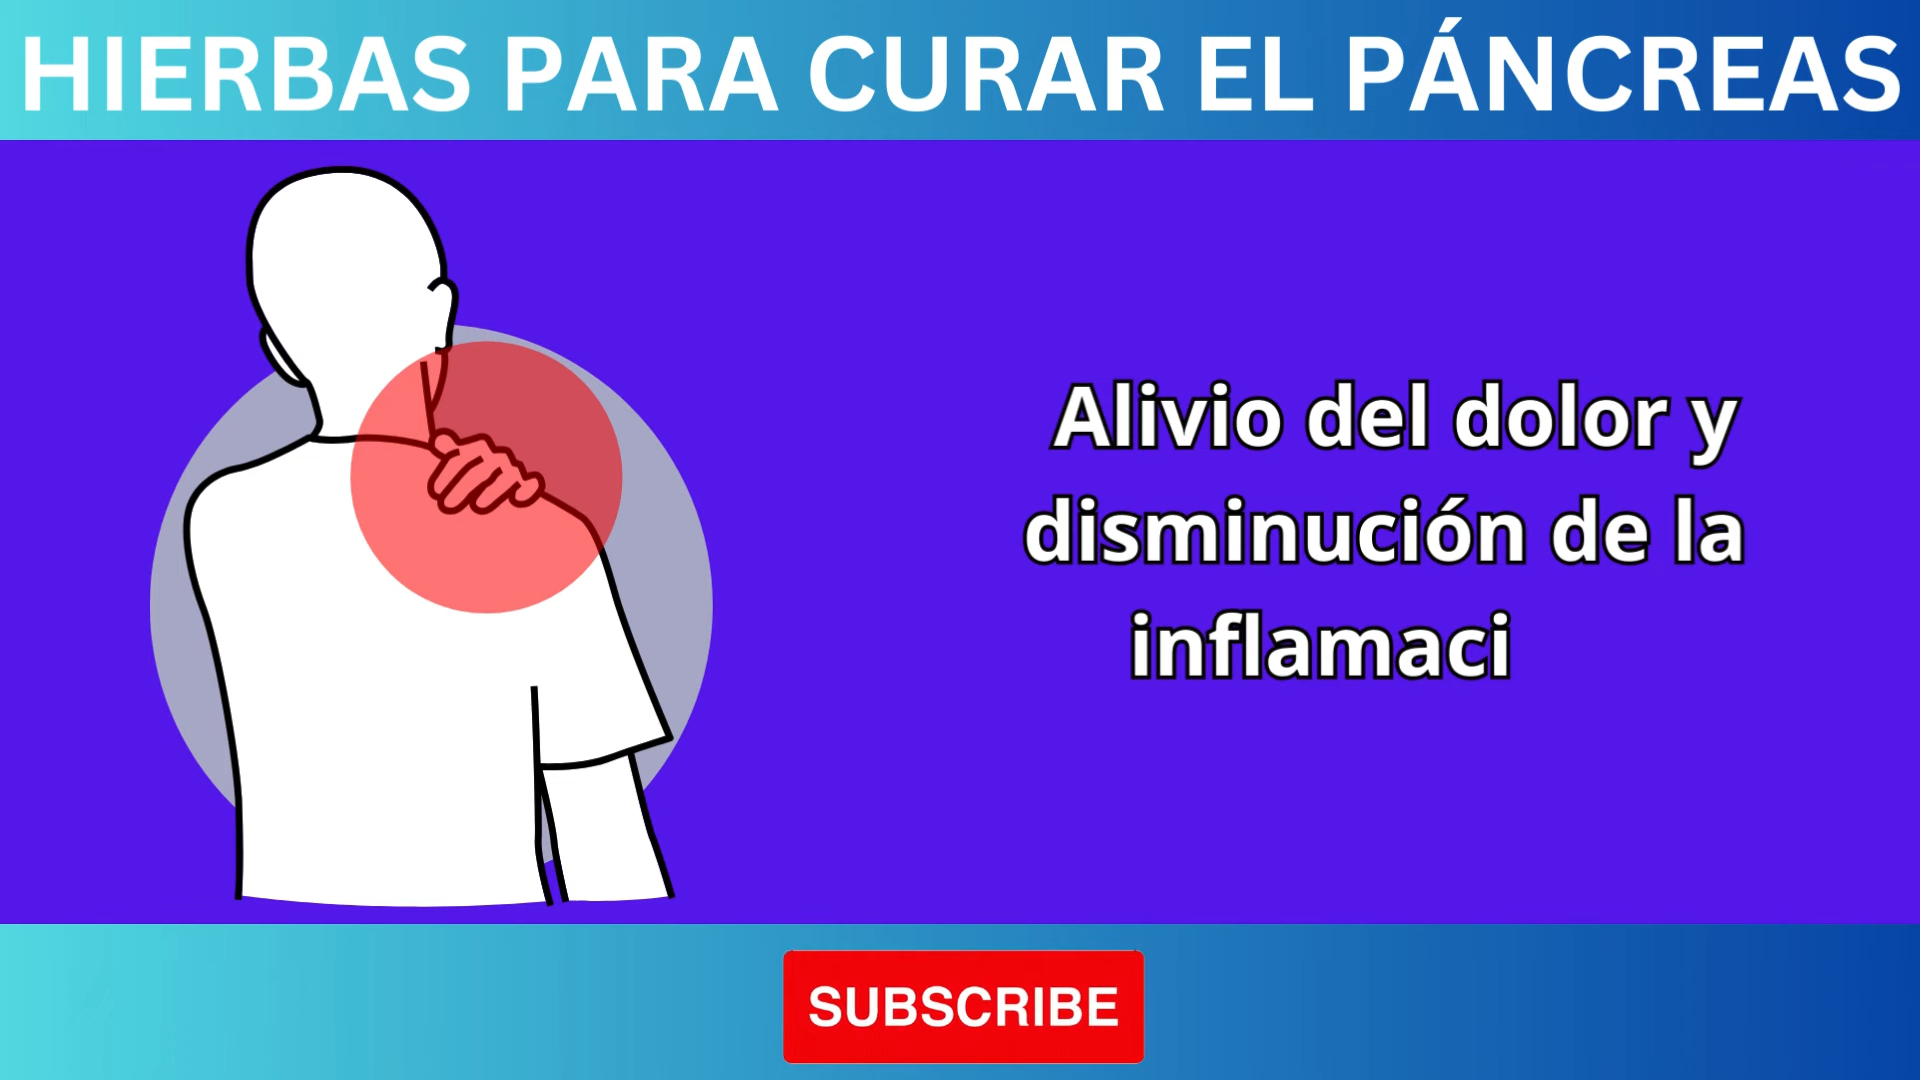 HIERBAS PARA CURAR EL PÁNCREAS
Alivio del dolor y
disminución de la
inflamaci
SUBSCRIBE